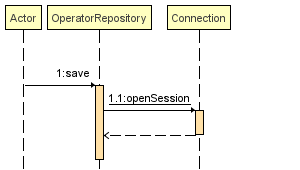 Actor
OperatorRepository
Connection
1:save
1.1:openSession